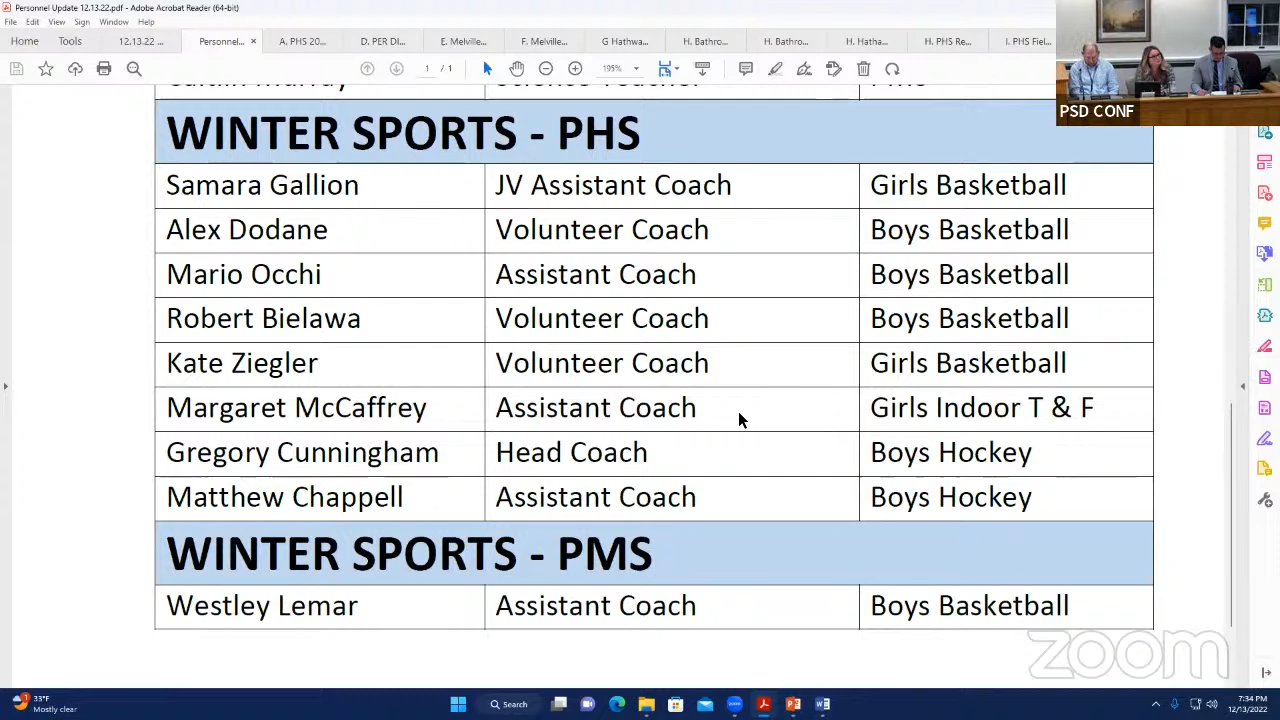 Personnel Update 12.13.22.pdf - Adobe Acrobat Reader (64-bit)
File Edit View Sign Window Help
Home Tools 12.13.22 ... Personnel... × A. PHS 20... D. PER DI... J. Melville... G Hathwa... H. Bathro... H. Bathro... H. Hatha... H. PHS Re... I. PHS Fiel...
1 / 1 195%
PSD CONF
WINTER SPORTS - PHS
Samara Gallion JV Assistant Coach Girls Basketball
Alex Dodane Volunteer Coach Boys Basketball
Mario Occhi Assistant Coach Boys Basketball
Robert Bielawa Volunteer Coach Boys Basketball
Kate Ziegler Volunteer Coach Girls Basketball
Margaret McCaffrey Assistant Coach Girls Indoor T & F
Gregory Cunningham Head Coach Boys Hockey
Matthew Chappell Assistant Coach Boys Hockey
WINTER SPORTS - PMS
Westley Lemar Assistant Coach Boys Basketball
zoom
33°F
Mostly clear
Search
7:34 PM
12/13/2022